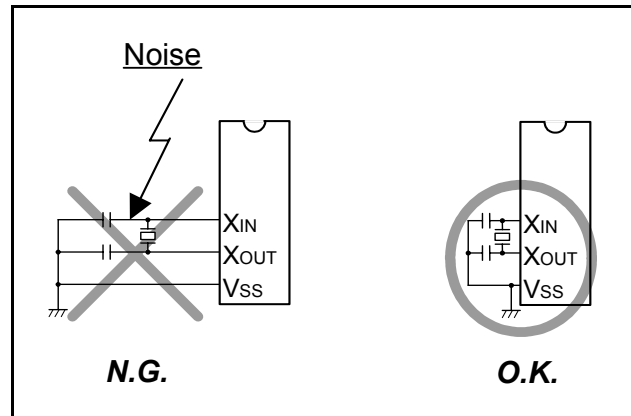 Noise
XIN
XOUT
VSS
N.G.
XIN
XOUT
VSS
O.K.